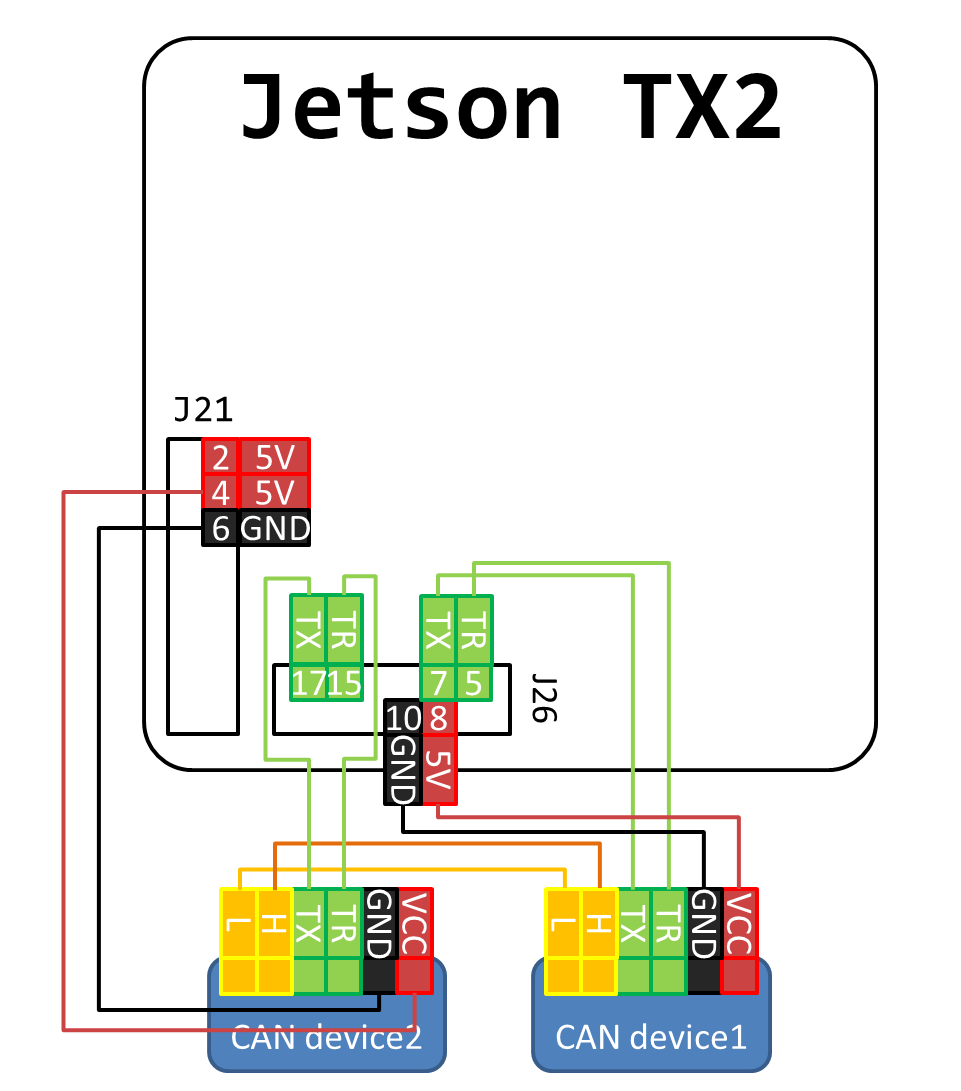 Jetson TX2
J21
2 5V
4 5V
6 GND
TX TR TX TR
17 15 7 5
J26
10 8
GND 5V
L H TX TR GND VCC
L H TX TR GND VCC
CAN device2
CAN device1